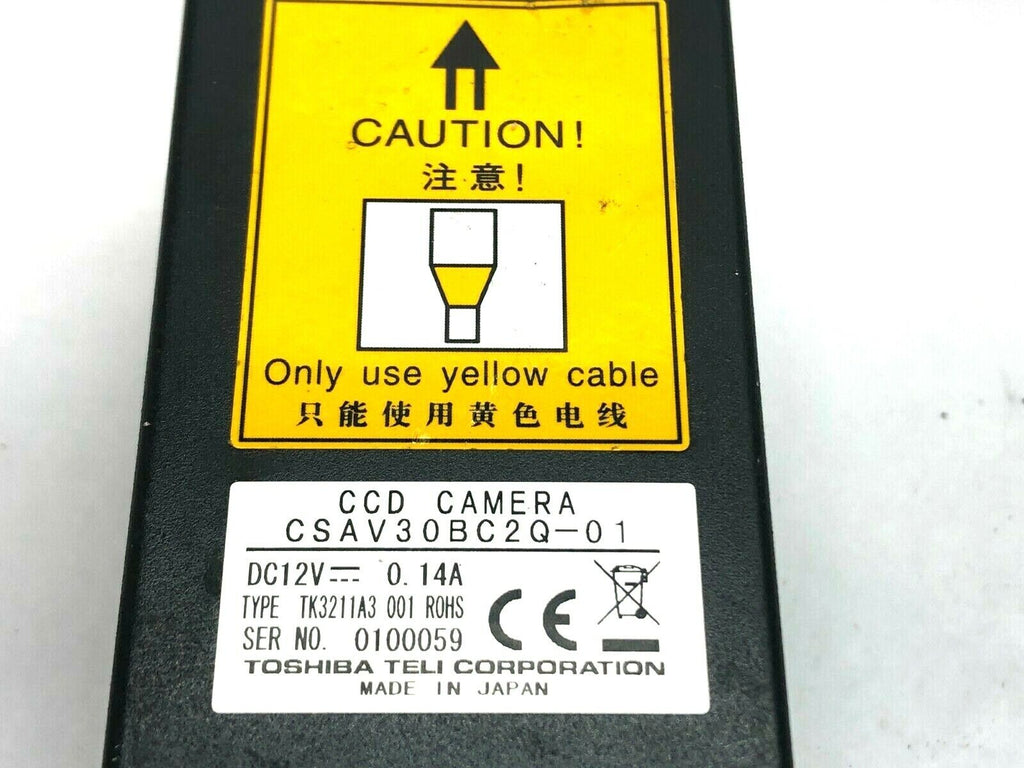 CAUTION!
注意!
Only use yellow cable
只能使用黄色电线
CCD CAMERA
CSAV30BC2Q-01
DC12V⎓ 0.14A
TYPE TK3211A3 001 ROHS
SER NO. 0100059
CE
TOSHIBA TELI CORPORATION
MADE IN JAPAN